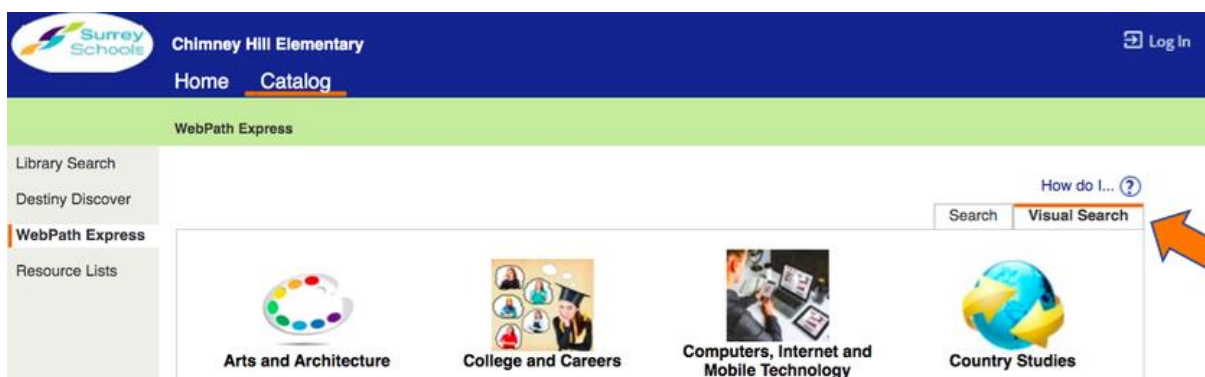 Surrey
Schools
Chimney Hill Elementary
Log In
Home Catalog
WebPath Express
Library Search
Destiny Discover
WebPath Express
Resource Lists
How do I... ?
Search Visual Search
Arts and Architecture
College and Careers
Computers, Internet and
Mobile Technology
Country Studies